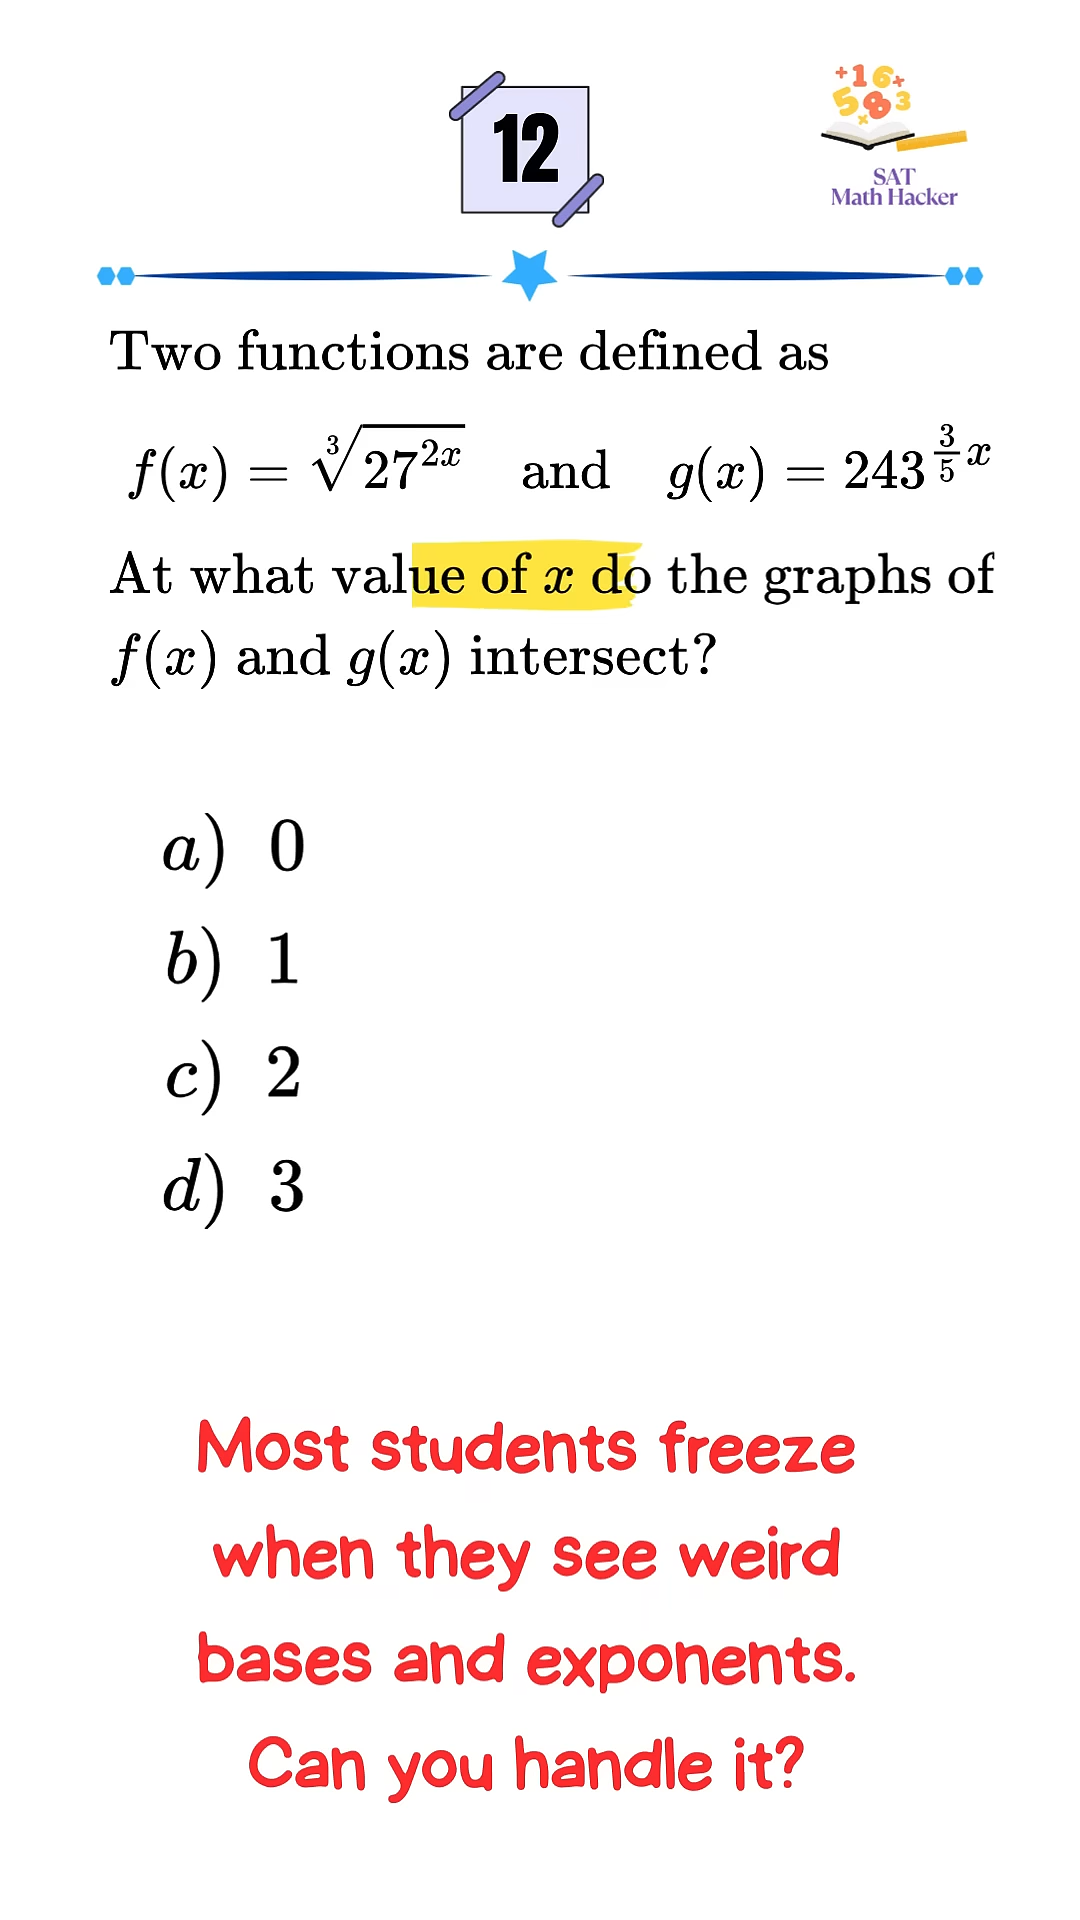 12
+16+
583
×
SAT
Math Hacker
Two functions are defined as
f(x) = ∛(27^{2x}) and g(x) = 243^{\frac{3}{5}x}
At what value of x do the graphs of
f(x) and g(x) intersect?
a) 0
b) 1
c) 2
d) 3
Most students freeze
when they see weird
bases and exponents.
Can you handle it?